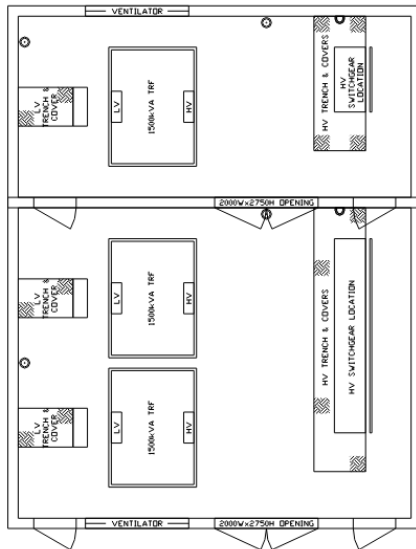 VENTILATOR
LV
TRENCH &
COVER
LV
1500kVA TRF
HV
HV TRENCH & COVERS
HV
SWITCHGEAR
LOCATION
2000W×2750H OPENING
LV
TRENCH &
COVER
LV
1500kVA TRF
HV
HV TRENCH & COVERS
HV SWITCHGEAR LOCATION
LV
TRENCH &
COVER
LV
1500kVA TRF
HV
VENTILATOR
2000W×2750H OPENING